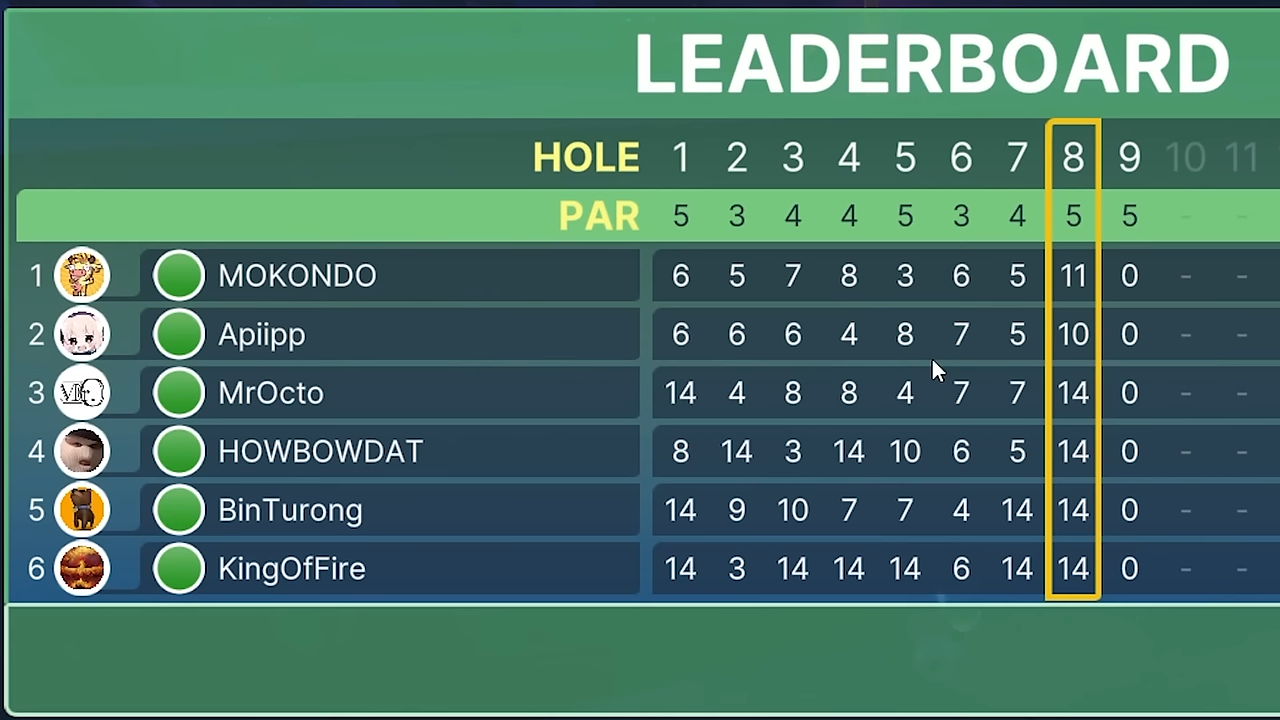 LEADERBOARD
HOLE 1 2 3 4 5 6 7 8 9 10 11
PAR 5 3 4 4 5 3 4 5 5 - -
1 MOKONDO 6 5 7 8 3 6 5 11 0 - -
2 Apiipp 6 6 6 4 8 7 5 10 0 - -
3 MrO MrOcto 14 4 8 8 4 7 7 14 0 - -
4 HOWBOWDAT 8 14 3 14 10 6 5 14 0 - -
5 BinTurong 14 9 10 7 7 4 14 14 0 - -
6 KingOfFire 14 3 14 14 14 6 14 14 0 - -